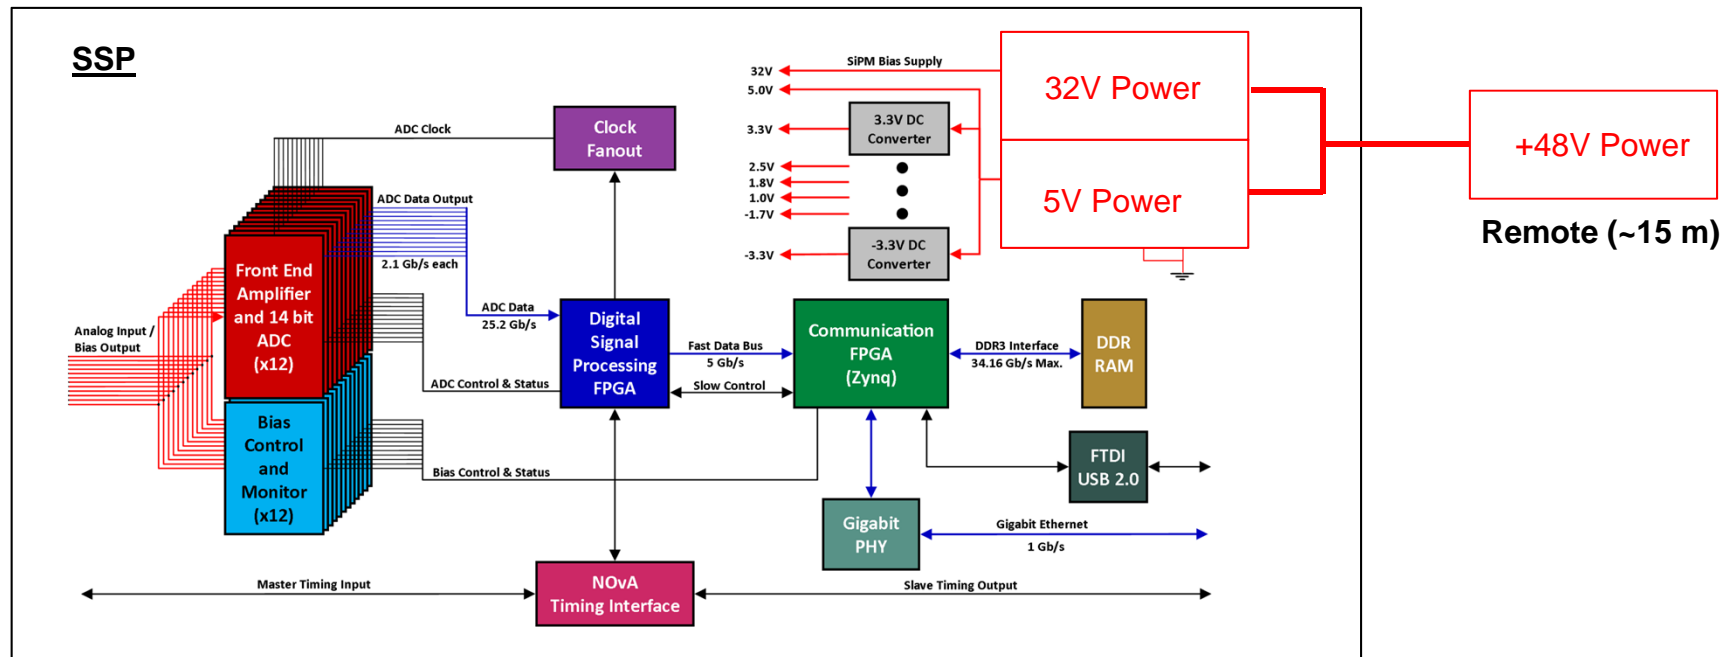 SSP
SiPM Bias Supply
32V
5.0V
3.3V
2.5V
1.8V
1.0V
-1.7V
-3.3V
3.3V DC
Converter
-3.3V DC
Converter
32V Power
5V Power
+48V Power
Remote (~15 m)
ADC Clock
Clock
Fanout
ADC Data Output
2.1 Gb/s each
Front End
Amplifier
and 14 bit
ADC
(x12)
Analog Input /
Bias Output
ADC Data
25.2 Gb/s
Digital
Signal
Processing
FPGA
Fast Data Bus
5 Gb/s
Slow Control
Communication
FPGA
(Zynq)
DDR3 Interface
34.16 Gb/s Max.
DDR
RAM
ADC Control & Status
Bias
Control
and
Monitor
(x12)
Bias Control & Status
FTDI
USB 2.0
Gigabit
PHY
Gigabit Ethernet
1 Gb/s
Master Timing Input
NOvA
Timing Interface
Slave Timing Output